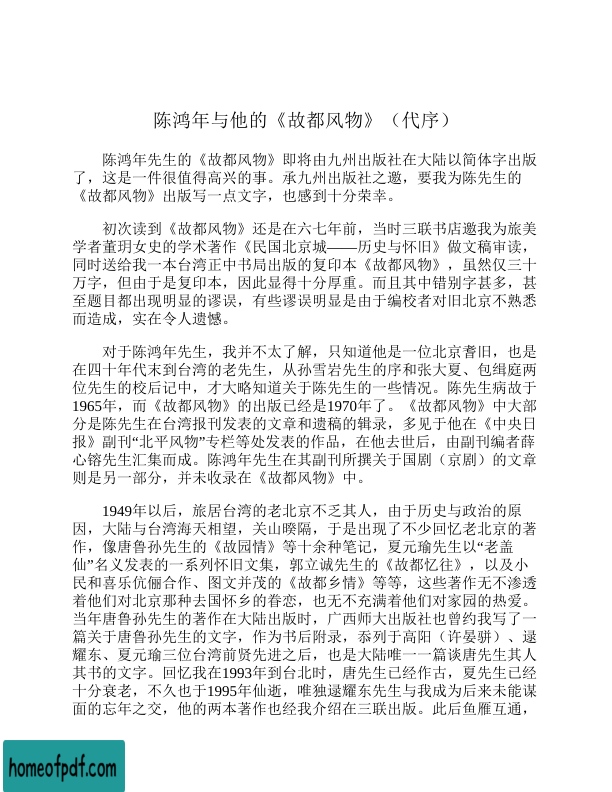 陈鸿年与他的《故都风物》（代序）
陈鸿年先生的《故都风物》即将由九州出版社在大陆以简体字出版
了，这是一件很值得高兴的事。承九州出版社之邀，要我为陈先生的
《故都风物》出版写一点文字，也感到十分荣幸。
初次读到《故都风物》还是在六七年前，当时三联书店邀我为旅美
学者董玥女史的学术著作《民国北京城——历史与怀旧》做文稿审读，
同时送给我一本台湾正中书局出版的复印本《故都风物》，虽然仅三十
万字，但由于是复印本，因此显得十分厚重。而且其中错别字甚多，甚
至题目都出现明显的谬误，有些谬误明显是由于编校者对旧北京不熟悉
而造成，实在令人遗憾。
对于陈鸿年先生，我并不太了解，只知道他是一位北京耆旧，也是
在四十年代末到台湾的老先生，从孙雪岩先生的序和张大夏、包缉庭两
位先生的校后记中，才大略知道关于陈先生的一些情况。陈先生病故于
1965年，而《故都风物》的出版已经是1970年了。《故都风物》中大部
分是陈先生在台湾报刊发表的文章和遗稿的辑录，多见于他在《中央日
报》副刊“北平风物”专栏等处发表的作品，在他去世后，由副刊编者薛
心镕先生汇集而成。陈鸿年先生在其副刊所撰关于国剧（京剧）的文章
则是另一部分，并未收录在《故都风物》中。
1949年以后，旅居台湾的老北京不乏其人，由于历史与政治的原
因，大陆与台湾海天相望，关山暌隔，于是出现了不少回忆老北京的著
作，像唐鲁孙先生的《故园情》等十余种笔记，夏元瑜先生以“老盖
仙”名义发表的一系列怀旧文集，郭立诚先生的《故都忆往》，以及小
民和喜乐伉俪合作、图文并茂的《故都乡情》等等，这些著作无不渗透
着他们对北京那种去国怀乡的眷恋，也无不充满着他们对家园的热爱。
当年唐鲁孙先生的著作在大陆出版时，广西师大出版社也曾约我写了一
篇关于唐鲁孙先生的文字，作为书后附录，忝列于高阳（许晏骈）、逯
耀东、夏元瑜三位台湾前贤先进之后，也是大陆唯一一篇谈唐先生其人
其书的文字。回忆我在1993年到台北时，唐先生已经作古，夏先生已经
十分衰老，不久也于1995年仙逝，唯独逯耀东先生与我成为后来未能谋
面的忘年之交，他的两本著作也经我介绍在三联出版。此后鱼雁互通，
homeofpdf.com